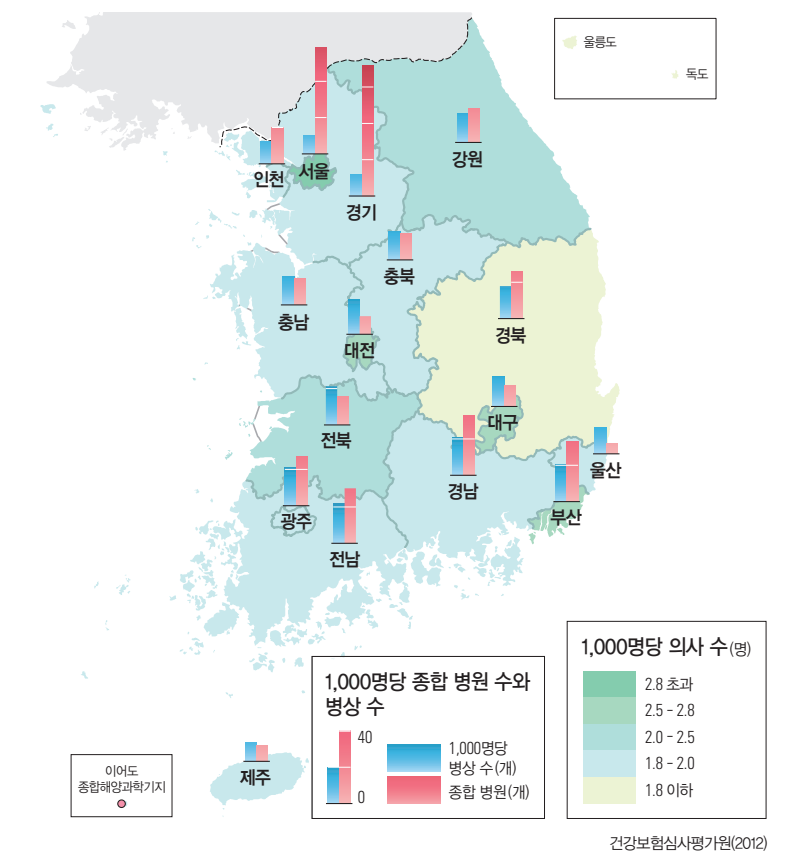 울릉도
독도
강원
인천
서울
경기
충북
충남
대전
경북
전북
대구
경남
울산
광주
부산
전남
제주
이어도
종합해양과학기지
1,000명당 종합 병원 수와
병상 수
40
0
1,000명당
병상 수(개)
종합 병원(개)
1,000명당 의사 수(명)
2.8 초과
2.5 - 2.8
2.0 - 2.5
1.8 - 2.0
1.8 이하
건강보험심사평가원(2012)